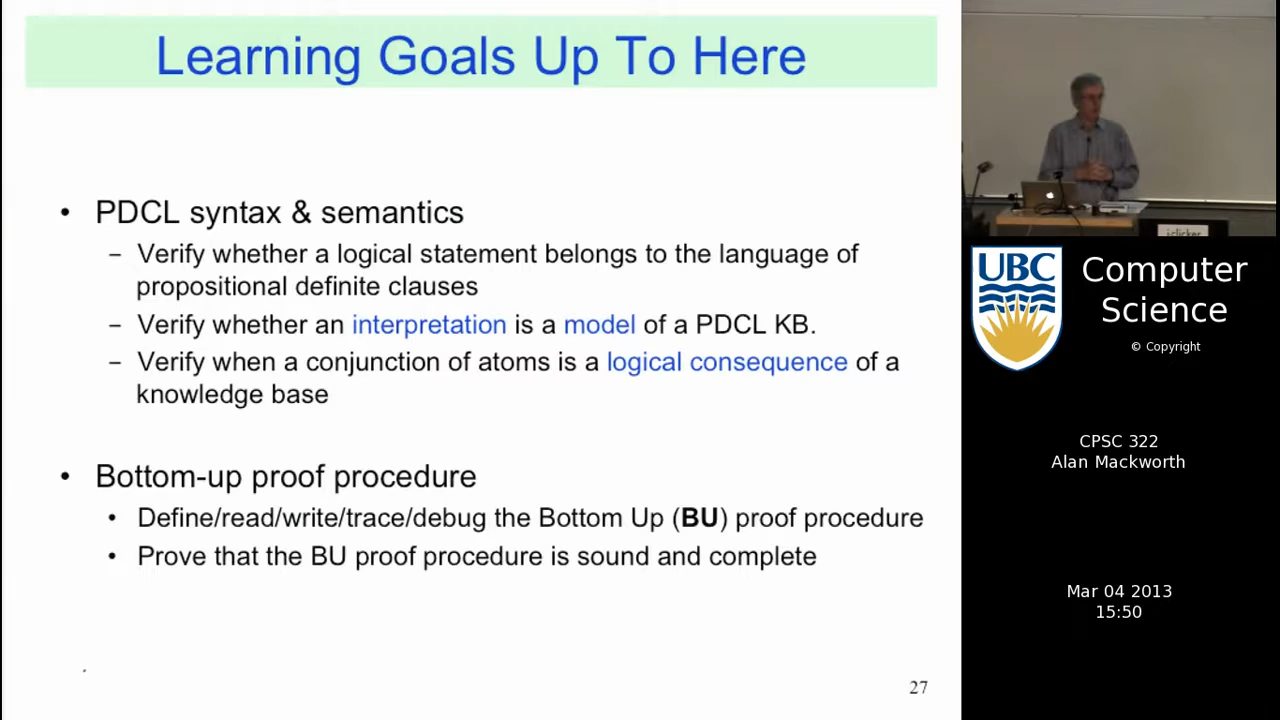 Learning Goals Up To Here
• PDCL syntax & semantics
– Verify whether a logical statement belongs to the language of
propositional definite clauses
– Verify whether an interpretation is a model of a PDCL KB.
– Verify when a conjunction of atoms is a logical consequence of a
knowledge base
• Bottom-up proof procedure
• Define/read/write/trace/debug the Bottom Up (BU) proof procedure
• Prove that the BU proof procedure is sound and complete
27
i clicker
UBC
Computer
Science
© Copyright
CPSC 322
Alan Mackworth
Mar 04 2013
15:50